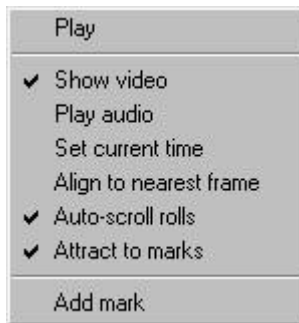 Play
Show video
Play audio
Set current time
Align to nearest frame
Auto-scroll rolls
Attract to marks
Add mark